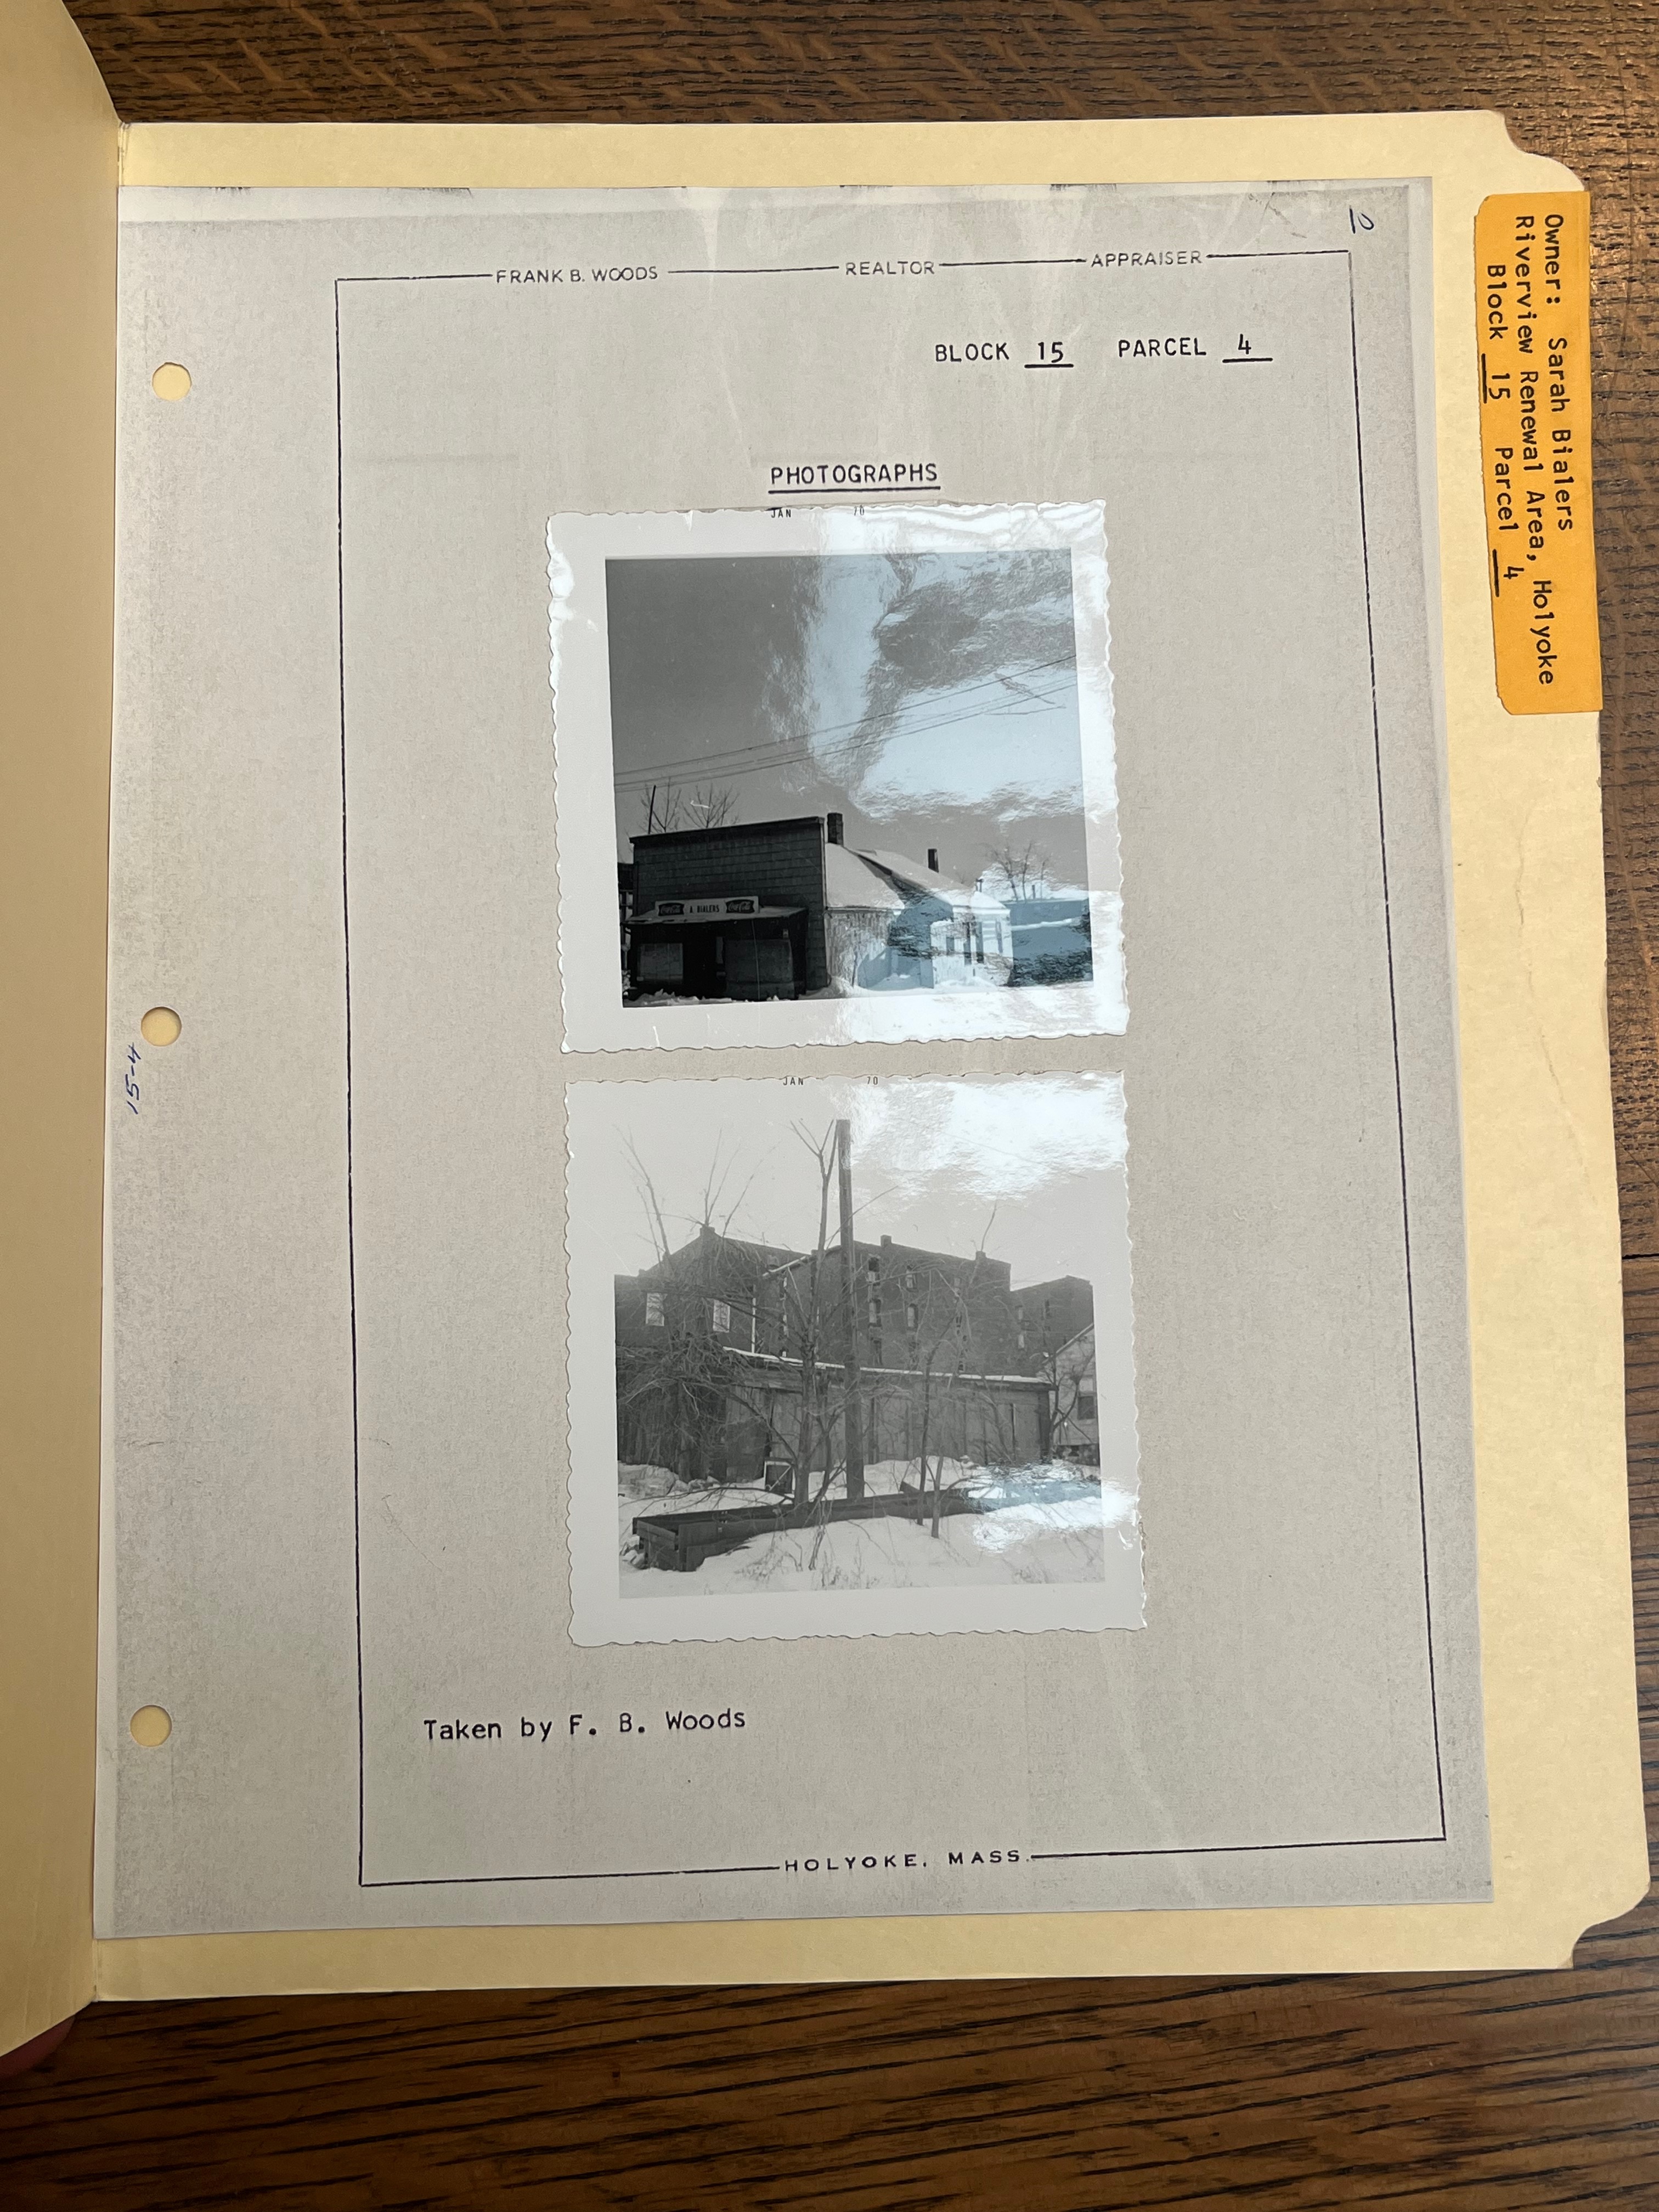 10
FRANK B. WOODS REALTOR APPRAISER
BLOCK 15 PARCEL 4
PHOTOGRAPHS
JAN 70
Coca-Cola A. BIALERS Coca-Cola
JAN 70
Taken by F. B. Woods
HOLYOKE, MASS.
Owner: Sarah Bialers
Riverview Renewal Area, Holyoke
Block 15 Parcel 4
15-4